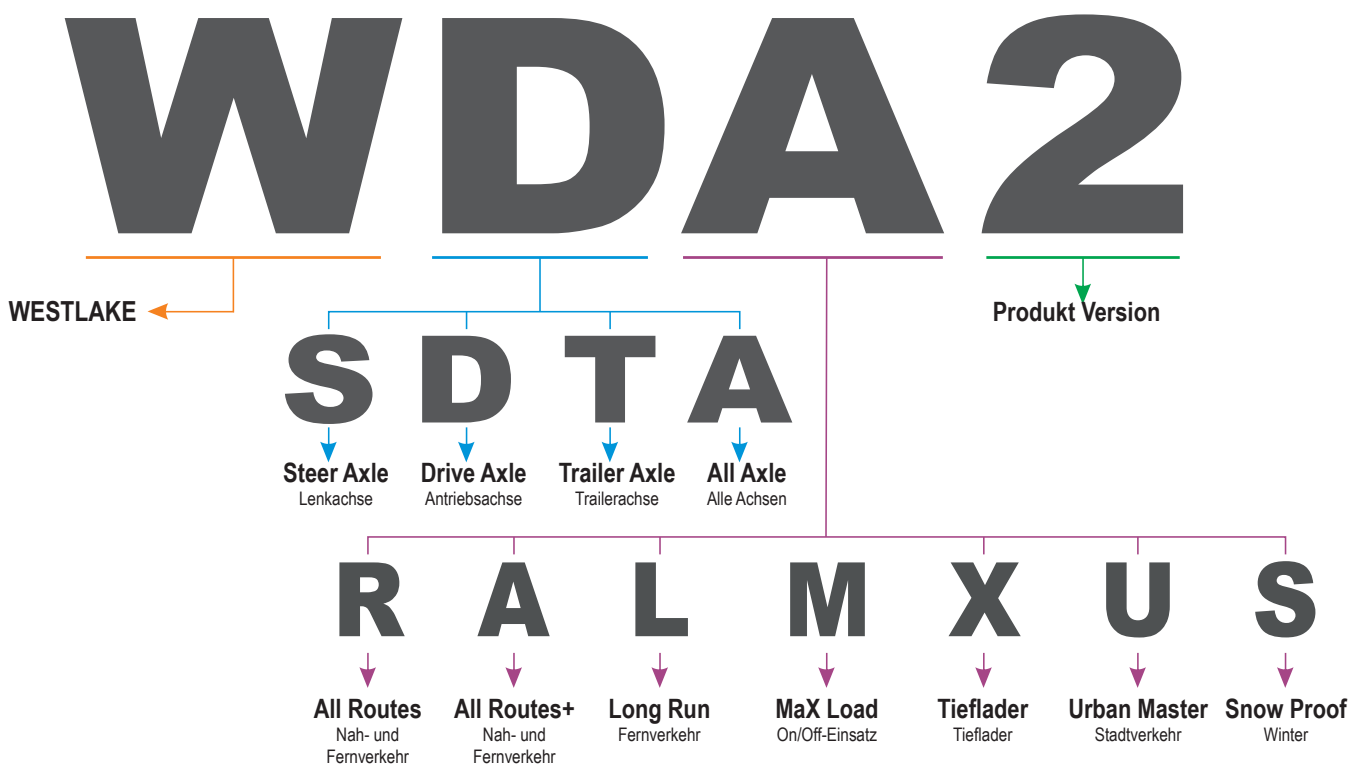 WDA2
WESTLAKE
Produkt Version
S D T A
Steer Axle Drive Axle Trailer Axle All Axle
Lenkachse Antriebsachse Trailerachse Alle Achsen
R A L M X U S
All Routes All Routes+ Long Run MaX Load Tieflader Urban Master Snow Proof
Nah- und Nah- und Fernverkehr On/Off-Einsatz Tieflader Stadtverkehr Winter
Fernverkehr Fernverkehr